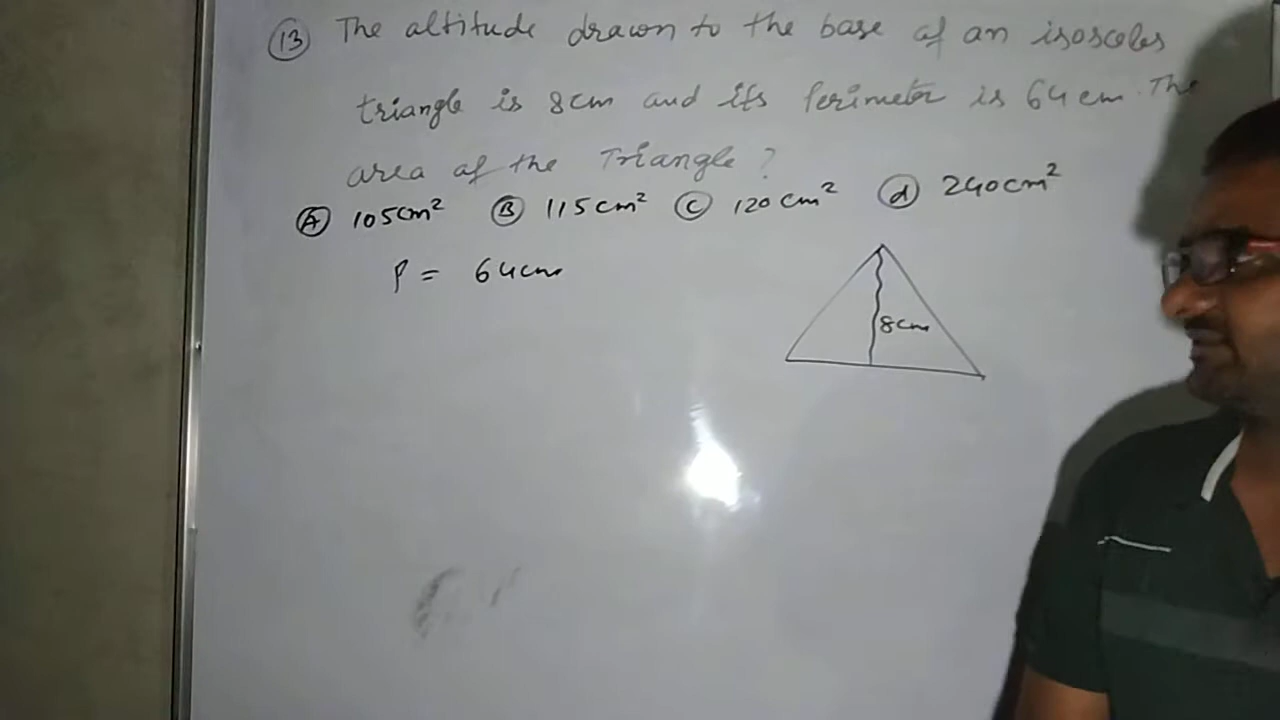 13 The altitude drawn to the base of an isosceles
triangle is 8cm and its perimeter is 64cm. The
area of the Triangle?
A 105cm² B 115cm² C 120cm² d 240cm²
P = 64cm
8cm